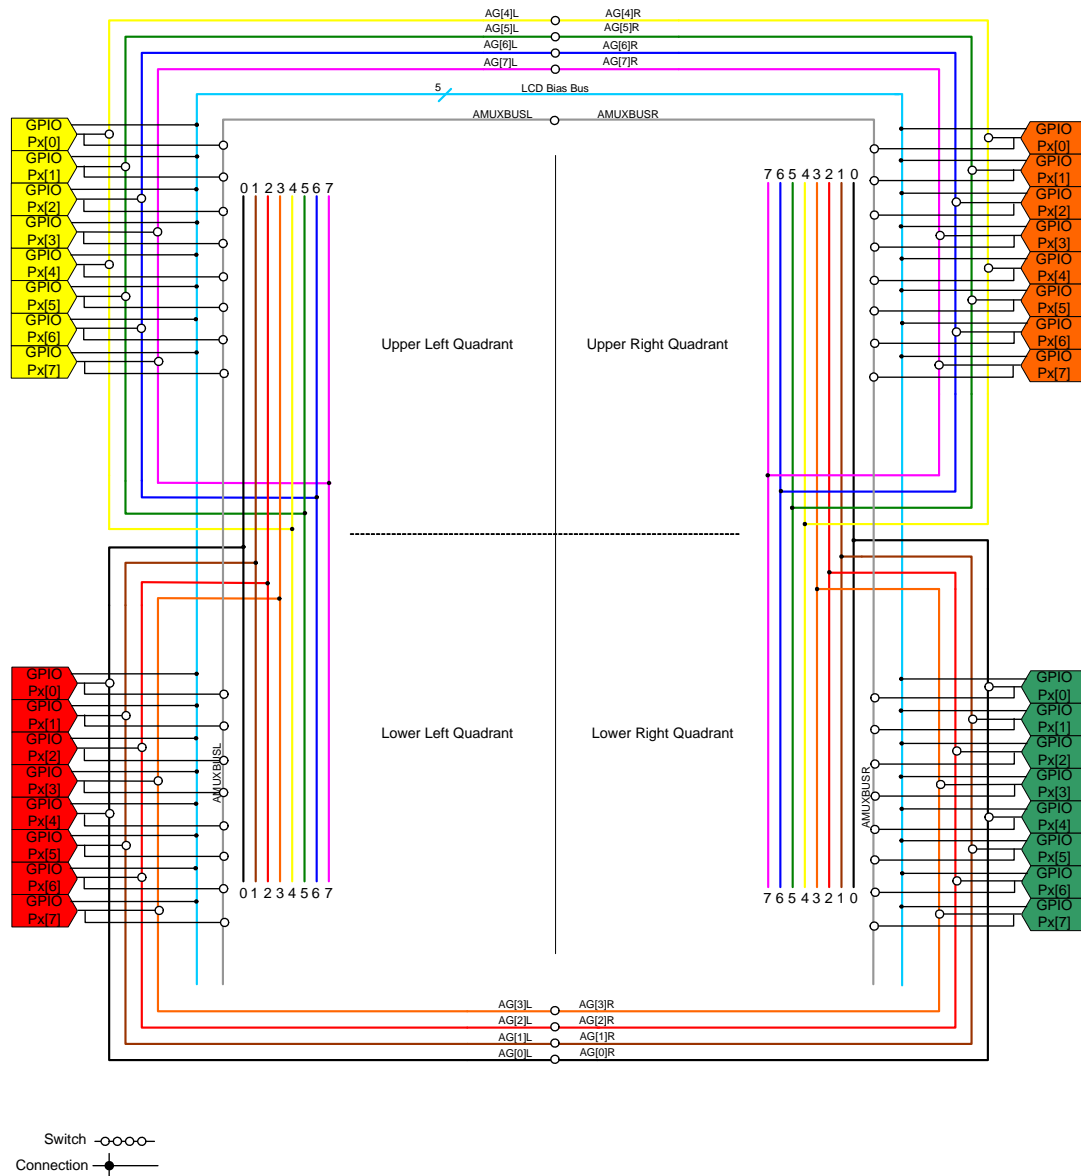 AG[4]L AG[4]R
AG[5]L AG[5]R
AG[6]L AG[6]R
AG[7]L AG[7]R
5 LCD Bias Bus
AMUXBUSL AMUXBUSR
GPIO
Px[0]
GPIO
Px[1]
GPIO
Px[2]
GPIO
Px[3]
GPIO
Px[4]
GPIO
Px[5]
GPIO
Px[6]
GPIO
Px[7]
0 1 2 3 4 5 6 7
7 6 5 4 3 2 1 0
GPIO
Px[0]
GPIO
Px[1]
GPIO
Px[2]
GPIO
Px[3]
GPIO
Px[4]
GPIO
Px[5]
GPIO
Px[6]
GPIO
Px[7]
Upper Left Quadrant
Upper Right Quadrant
GPIO
Px[0]
GPIO
Px[1]
GPIO
Px[2]
GPIO
Px[3]
GPIO
Px[4]
GPIO
Px[5]
GPIO
Px[6]
GPIO
Px[7]
AMUXBUSL
Lower Left Quadrant
Lower Right Quadrant
AMUXBUSR
GPIO
Px[0]
GPIO
Px[1]
GPIO
Px[2]
GPIO
Px[3]
GPIO
Px[4]
GPIO
Px[5]
GPIO
Px[6]
GPIO
Px[7]
0 1 2 3 4 5 6 7
7 6 5 4 3 2 1 0
AG[3]L AG[3]R
AG[2]L AG[2]R
AG[1]L AG[1]R
AG[0]L AG[0]R
Switch
Connection